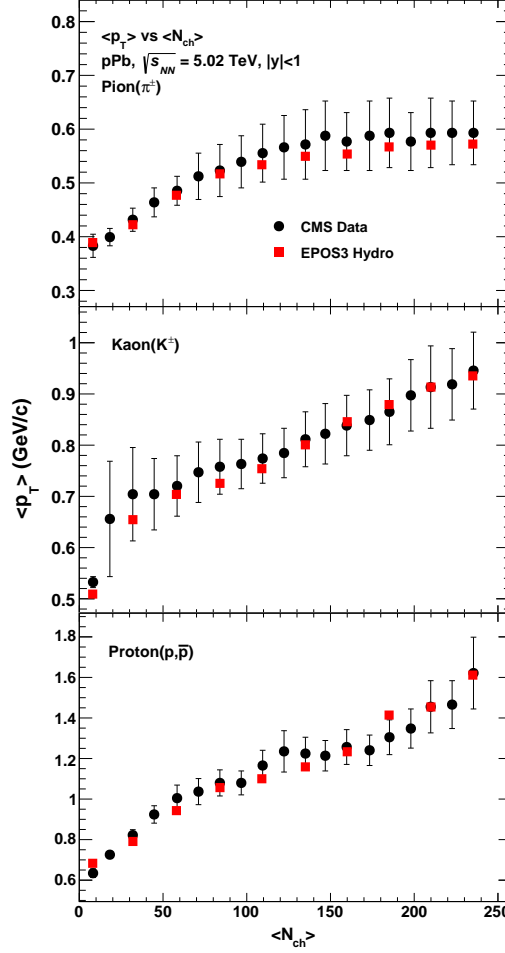 <p_T> vs <N_ch>
pPb, √s_NN = 5.02 TeV, |y|<1
Pion(π±)
0.8
0.7
0.6
0.5
0.4
0.3
CMS Data
EPOS3 Hydro
Kaon(K±)
1
0.9
0.8
0.7
0.6
0.5
<p_T> (GeV/c)
Proton(p,p̅)
1.8
1.6
1.4
1.2
1
0.8
0.6
0 50 100 150 200 250
<N_ch>